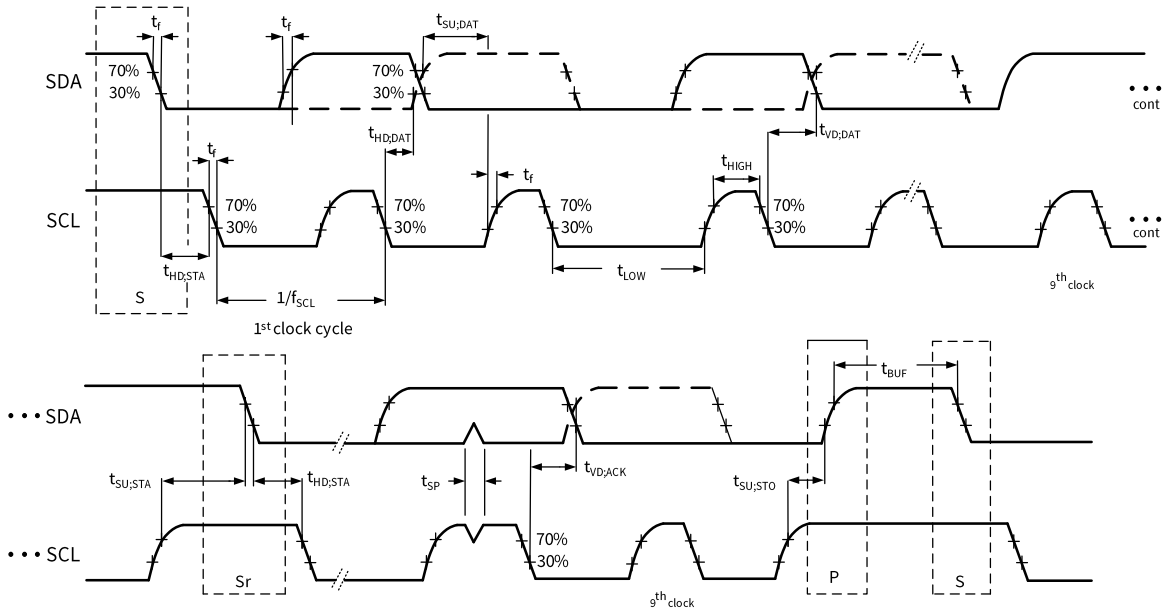 tf tf tSU;DAT
SDA 70% 70% • • •
30% 30% cont
tHD;DAT tVD;DAT
tf tf tHIGH
SCL 70% 70% 70% 70% • • •
30% 30% 30% 30% cont
tHD;STA tLOW
S 1/fSCL 9th clock
1st clock cycle
tBUF
• • • SDA
tSU;STA tHD;STA tSP tVD;ACK tSU;STO
• • • SCL 70%
30%
Sr P S
9th clock